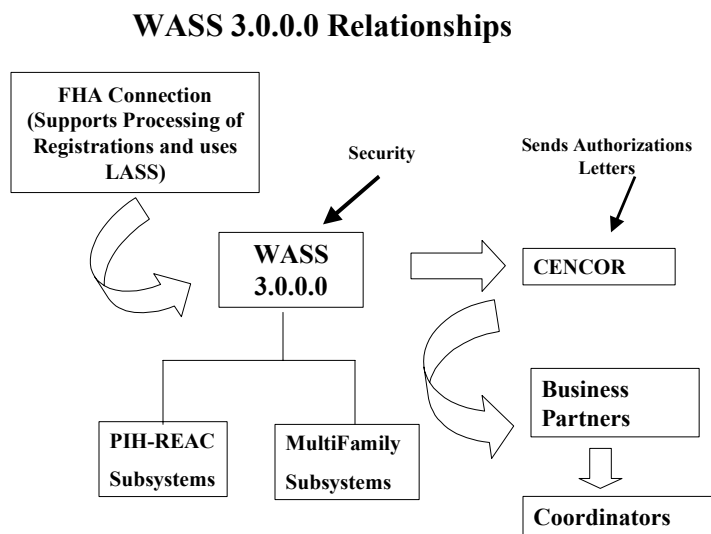 WASS 3.0.0.0 Relationships
FHA Connection
(Supports Processing of
Registrations and uses
LASS)
Security
Sends Authorizations
Letters
WASS
3.0.0.0
CENCOR
PIH-REAC
Subsystems
MultiFamily
Subsystems
Business
Partners
Coordinators